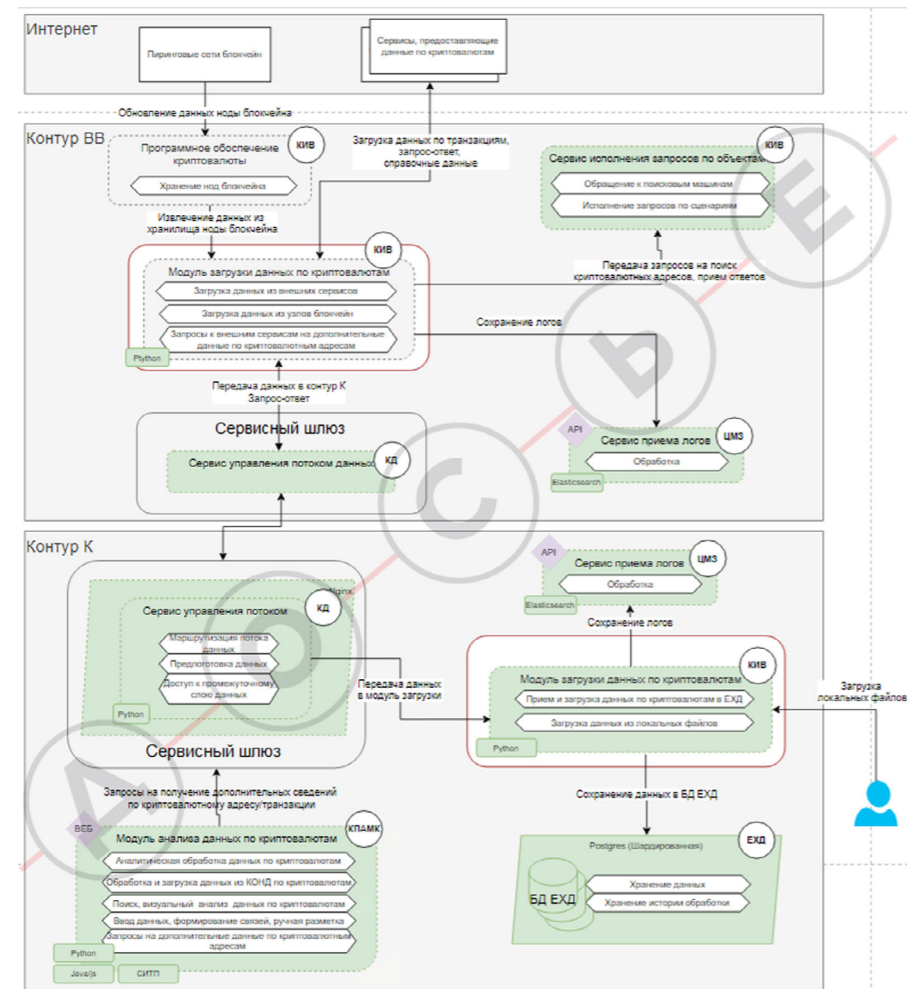 Интернет
Пиринговые сети блокчейн
Сервисы, предоставляющие
данные по криптовалютам
Обновление данных ноды блокчейна
Контур ВВ
Программное обеспечение
криптовалюты
КИВ
Хранение нод блокчейна
Загрузка данных по транзакциям,
запрос-ответ,
справочные данные
Сервис исполнения запросов по объектам
КИВ
Обращение к поисковым машинам
Исполнение запросов по сценариям
Извлечение данных из
хранилища ноды блокчейна
КИВ
Модуль загрузки данных по криптовалютам
Загрузка данных из внешних сервисов
Загрузка данных из узлов блокчейн
Запросы к внешним сервисам на дополнительные
данные по криптовалютным адресам
Ptython
Передача запросов на поиск
криптовалютных адресов, прием ответов
Сохранение логов
Передача данных в контур К
Запрос-ответ
Сервисный шлюз
Сервис управления потоком данных
КД
API
Сервис приема логов
ЦМЗ
Обработка
Elasticsearch
Контур К
Nginx
Сервис управления потоком
КД
Маршрутизация потока
данных
Предпоготовка данных
Доступ к промежуточному
слою данных
Python
Сервисный шлюз
API
Сервис приема логов
ЦМЗ
Обработка
Elasticsearch
Сохранение логов
Передача данных
в модуль загрузки
КИВ
Модуль загрузки данных по криптовалютам
Прием и загрузка данных по криптовалютам в ЕХД
Загрузка данных из локальных файлов
Python
Загрузка
локальных файлов
Запросы на получение дополнительных сведений
по криптовалютному адресу/транзакции
Сохранение данных в БД ЕХД
ВЕБ
Модуль анализа данных по криптовалютам
КПАМК
Аналитическая обработка данных по криптовалютам
Обработка и загрузка данных из КОНД по криптовалютам
Поиск, визуальный анализ данных по криптовалютам
Ввод данных, формирование связей, ручная разметка
Запросы на дополнительные данные по криптовалютным
адресам
Python
Java/js
СИТП
Postgres (Шардированная)
ЕХД
БД ЕХД
Хранение данных
Хранение истории обработки
ДОСЬЕ